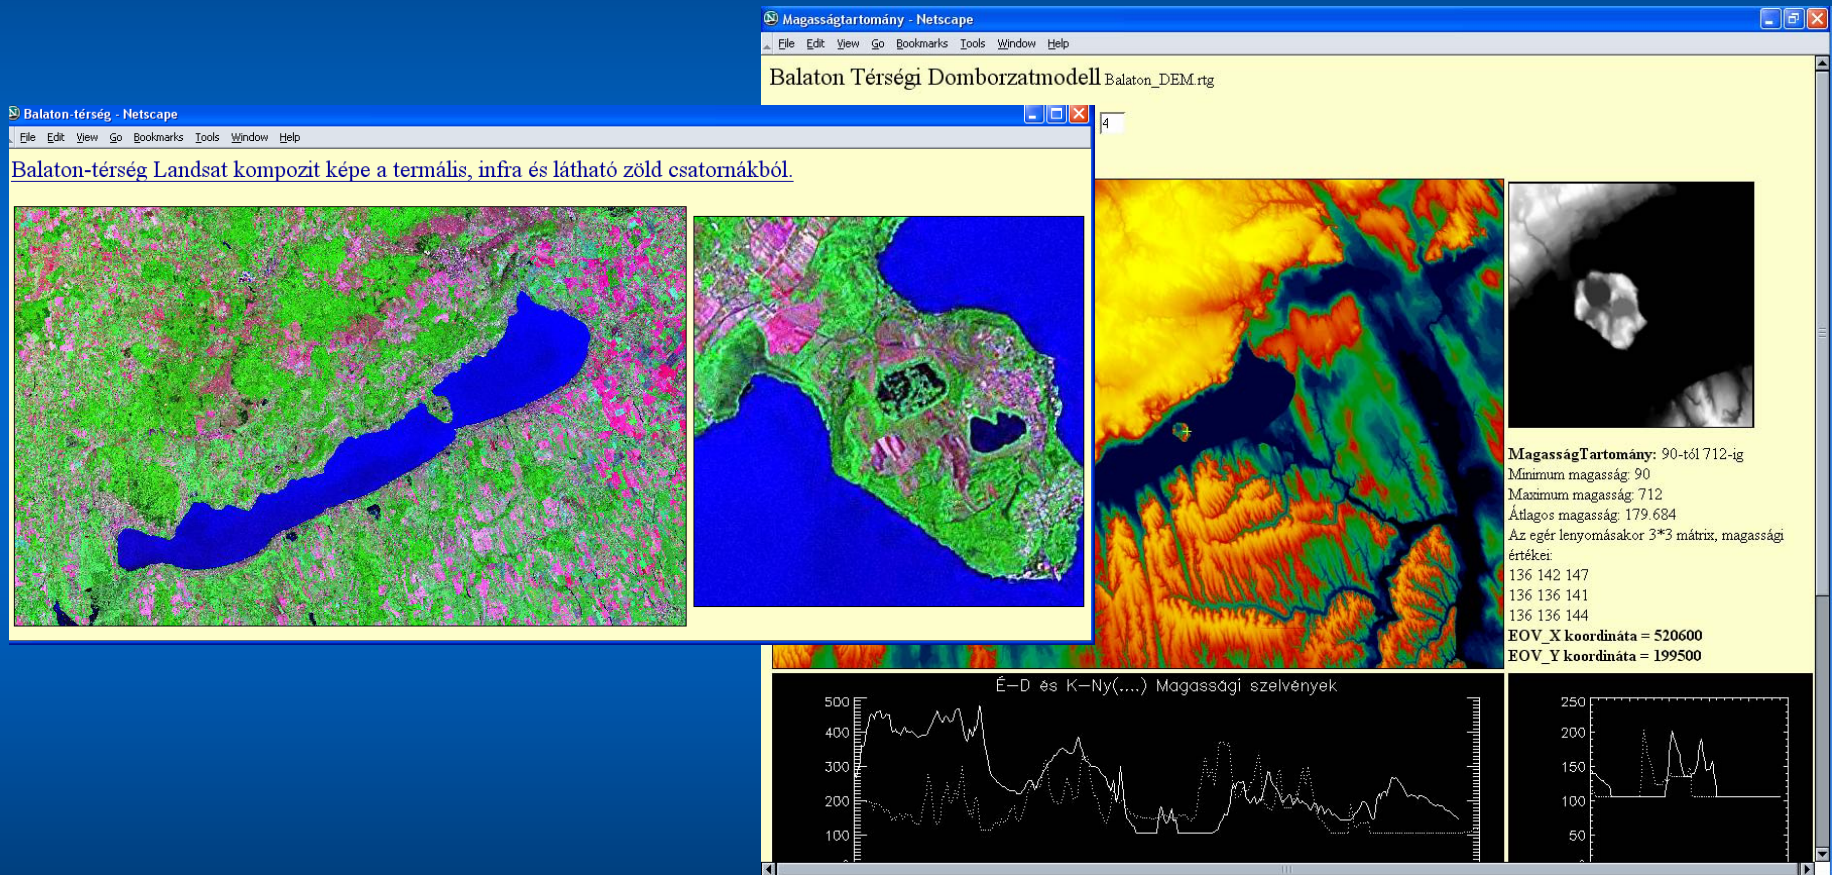 Magasságtartomány - Netscape
File Edit View Go Bookmarks Tools Window Help
Balaton Térségi Domborzatmodell Balaton_DEM.rtg
4
Balaton-térség - Netscape
File Edit View Go Bookmarks Tools Window Help
Balaton-térség Landsat kompozit képe a termális, infra és látható zöld csatornákból.
MagasságTartomány: 90-tól 712-ig
Minimum magasság: 90
Maximum magasság: 712
Átlagos magasság: 179.684
Az egér lenyomásakor 3*3 mátrix, magassági
értékei:
136 142 147
136 136 141
136 136 144
EOV_X koordináta = 520600
EOV_Y koordináta = 199500
É-D és K-Ny(....) Magassági szelvények
500
400
300
200
100
250
200
150
100
50